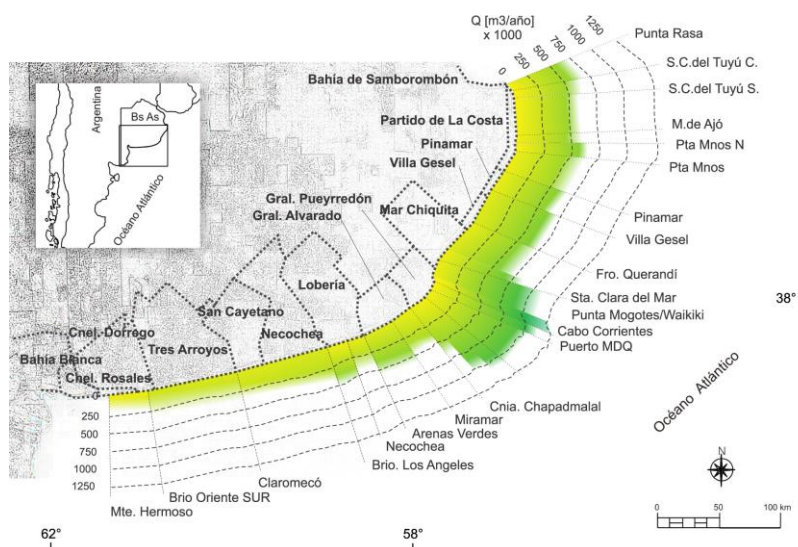 Q [m3/año]
x 1000
0
250
500
750
1000
1250
Punta Rasa
S.C.del Tuyú C.
S.C.del Tuyú S.
M.de Ajó
Pta Mnos N
Pta Mnos
Pinamar
Villa Gesel
Fro. Querandí
Sta. Clara del Mar
Punta Mogotes/Waikiki
Cabo Corrientes
Puerto MDQ
Cnia. Chapadmalal
Miramar
Arenas Verdes
Necochea
Brio. Los Angeles
Claromecó
Brio Oriente SUR
Mte. Hermoso
Bahía de Samborombón
Partido de La Costa
Pinamar
Villa Gesel
Mar Chiquita
Gral. Pueyrredón
Gral. Alvarado
Lobería
Necochea
San Cayetano
Tres Arroyos
Cnel. Dorrego
Bahía Blanca
Chel. Rosales
0
250
500
750
1000
1250
Argentina
Bs As
Océano Atlántico
Océano Atlántico
N
0
50
100 km
38°
62°
58°